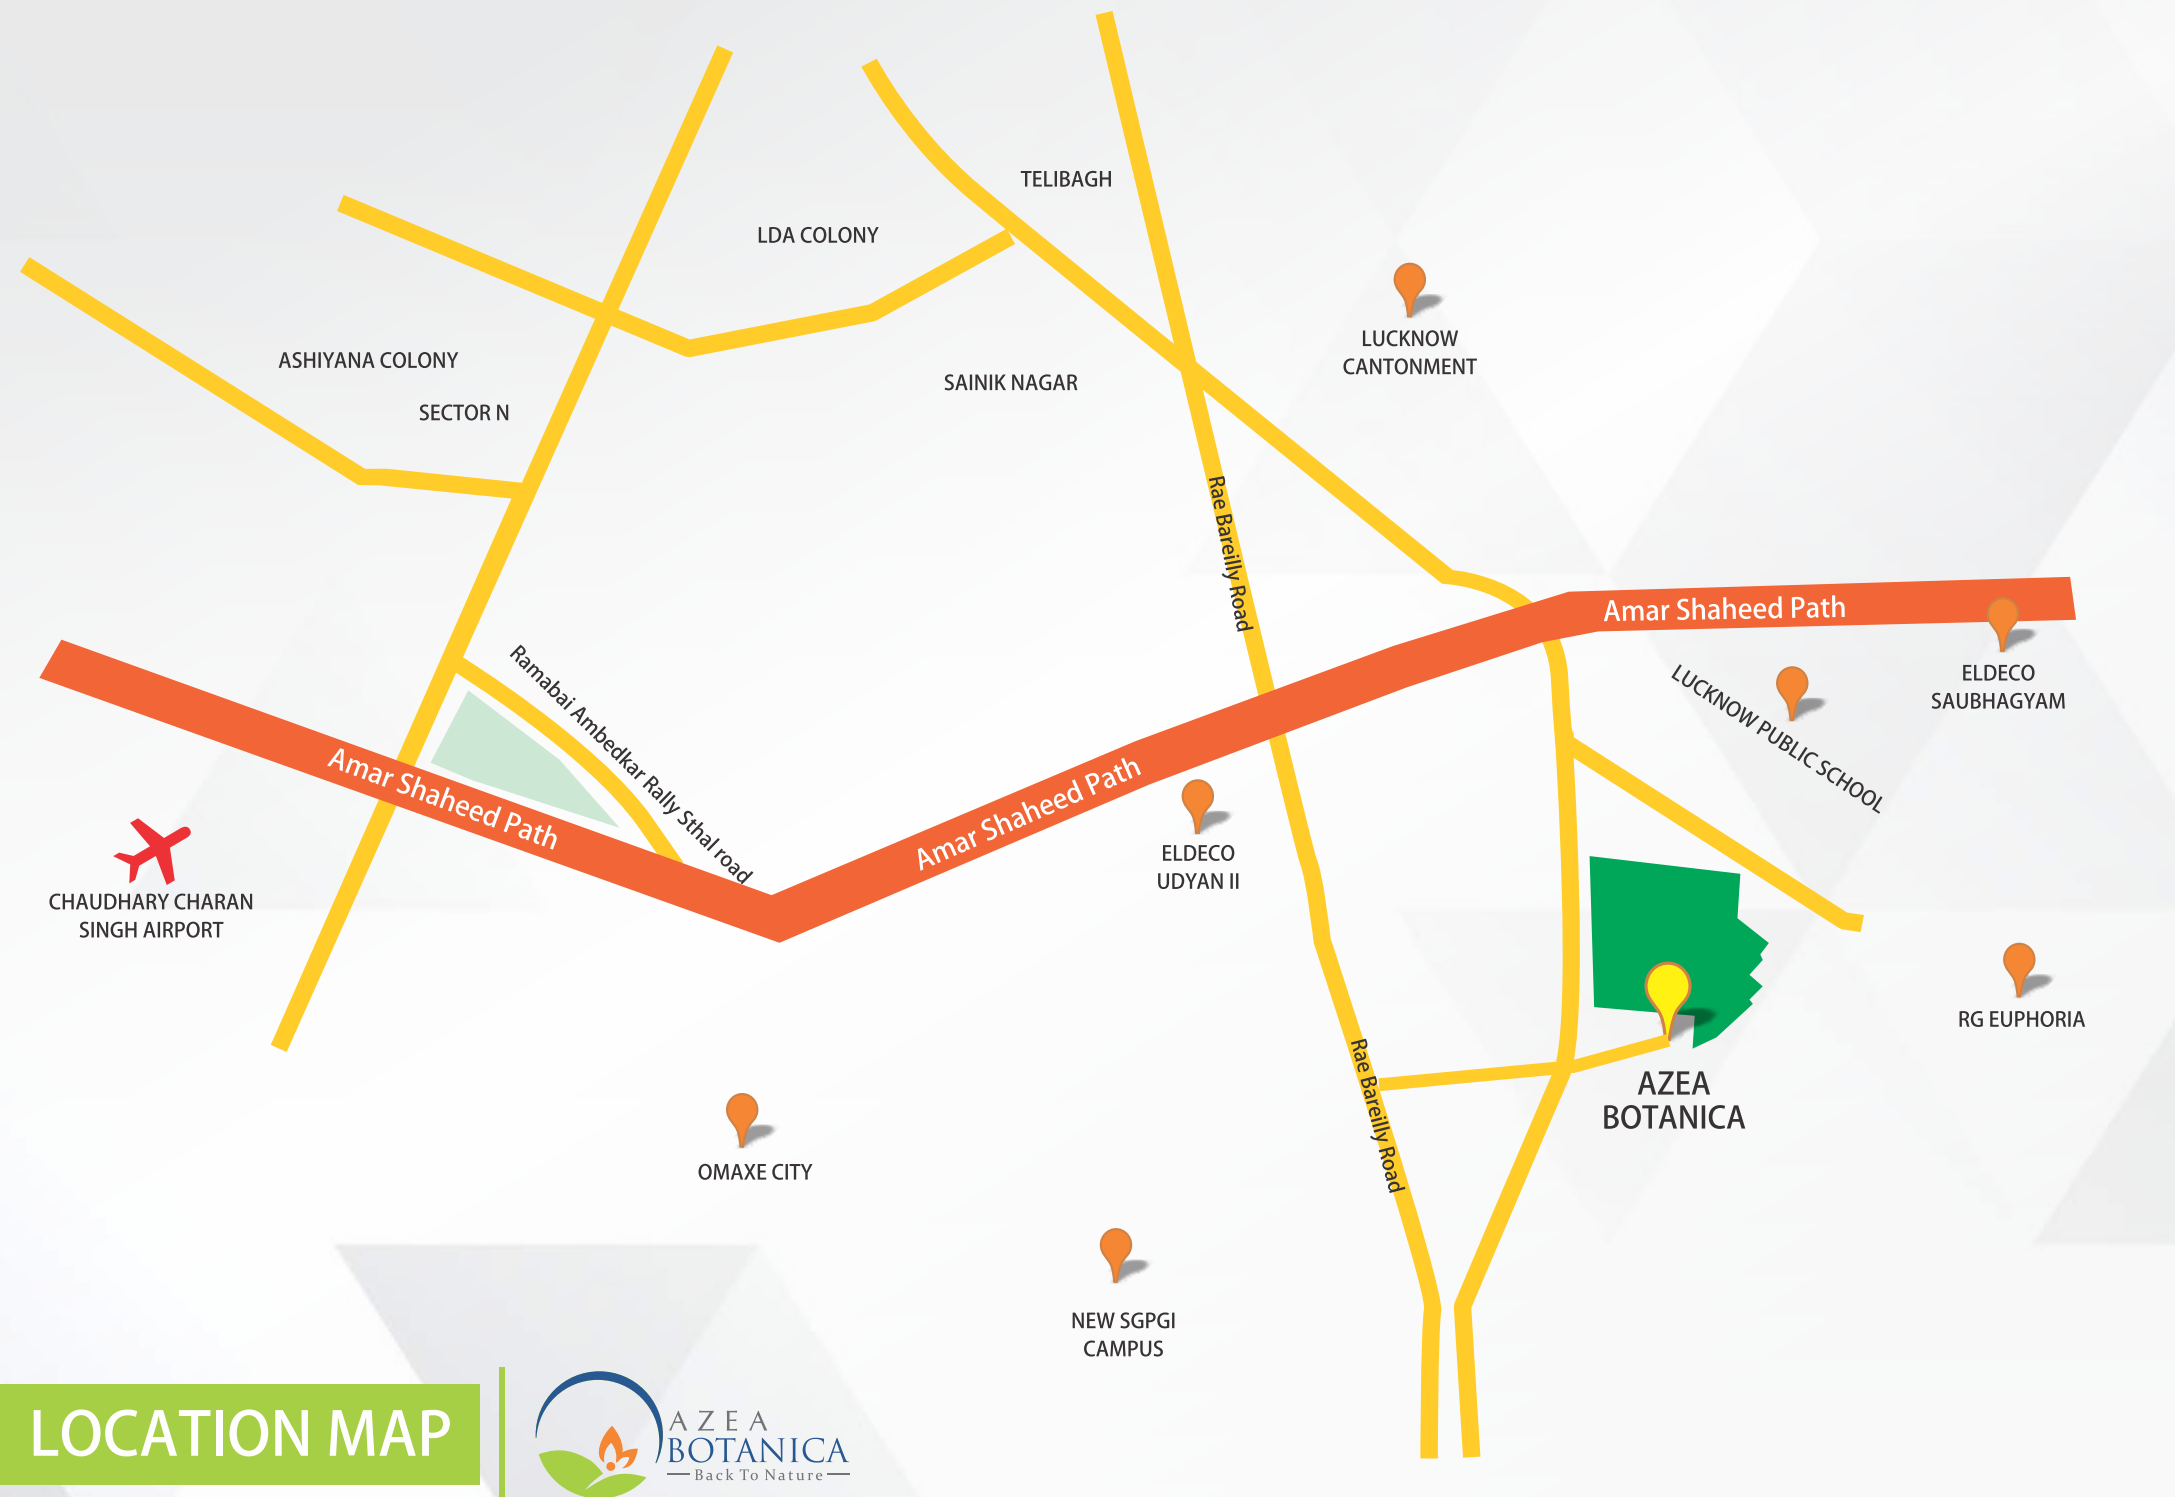 TELIBAGH
LDA COLONY
LUCKNOW
CANTONMENT
ASHIYANA COLONY
SAINIK NAGAR
SECTOR N
Rae Bareilly Road
Amar Shaheed Path
Ramabai Ambedkar Rally Sthal road
LUCKNOW PUBLIC SCHOOL
ELDECO
SAUBHAGYAM
Amar Shaheed Path
Amar Shaheed Path
ELDECO
UDYAN II
CHAUDHARY CHARAN
SINGH AIRPORT
RG EUPHORIA
Rae Bareilly Road
AZEA
BOTANICA
OMAXE CITY
NEW SGPGI
CAMPUS
LOCATION MAP
AZEA
BOTANICA
Back To Nature